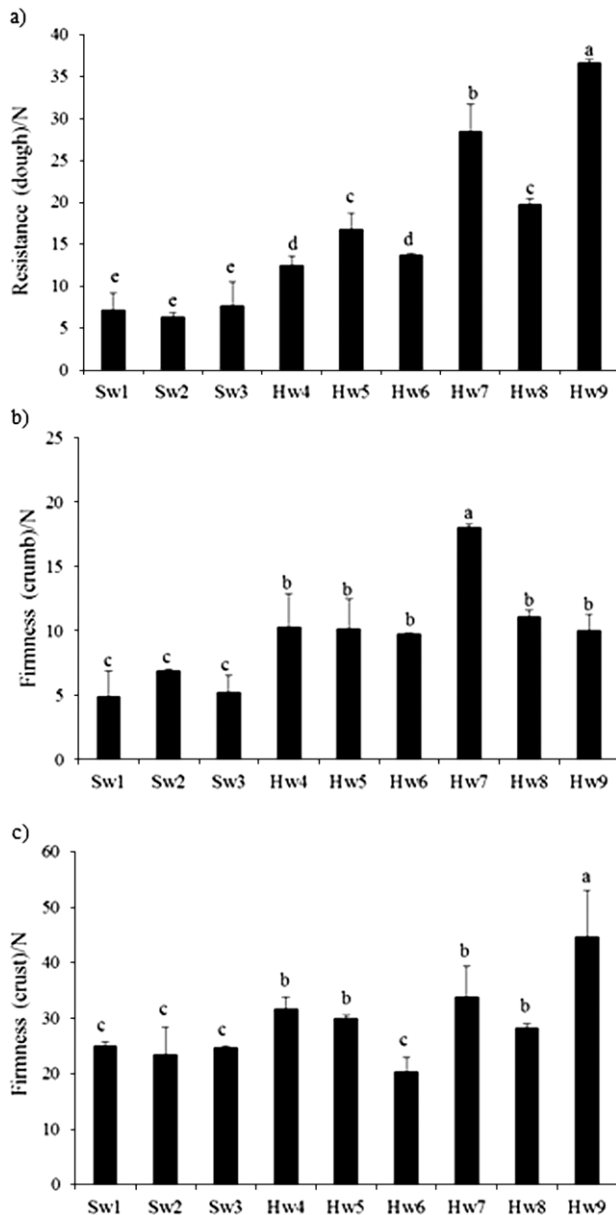 a)
Resistance (dough)/N
40
35
30
25
20
15
10
5
0
e e e d c d b c a
Sw1 Sw2 Sw3 Hw4 Hw5 Hw6 Hw7 Hw8 Hw9
b)
Firmness (crumb)/N
25
20
15
10
5
0
c c c b b b a b b
Sw1 Sw2 Sw3 Hw4 Hw5 Hw6 Hw7 Hw8 Hw9
c)
Firmness (crust)/N
60
50
40
30
20
10
0
c c c b b c b b a
Sw1 Sw2 Sw3 Hw4 Hw5 Hw6 Hw7 Hw8 Hw9